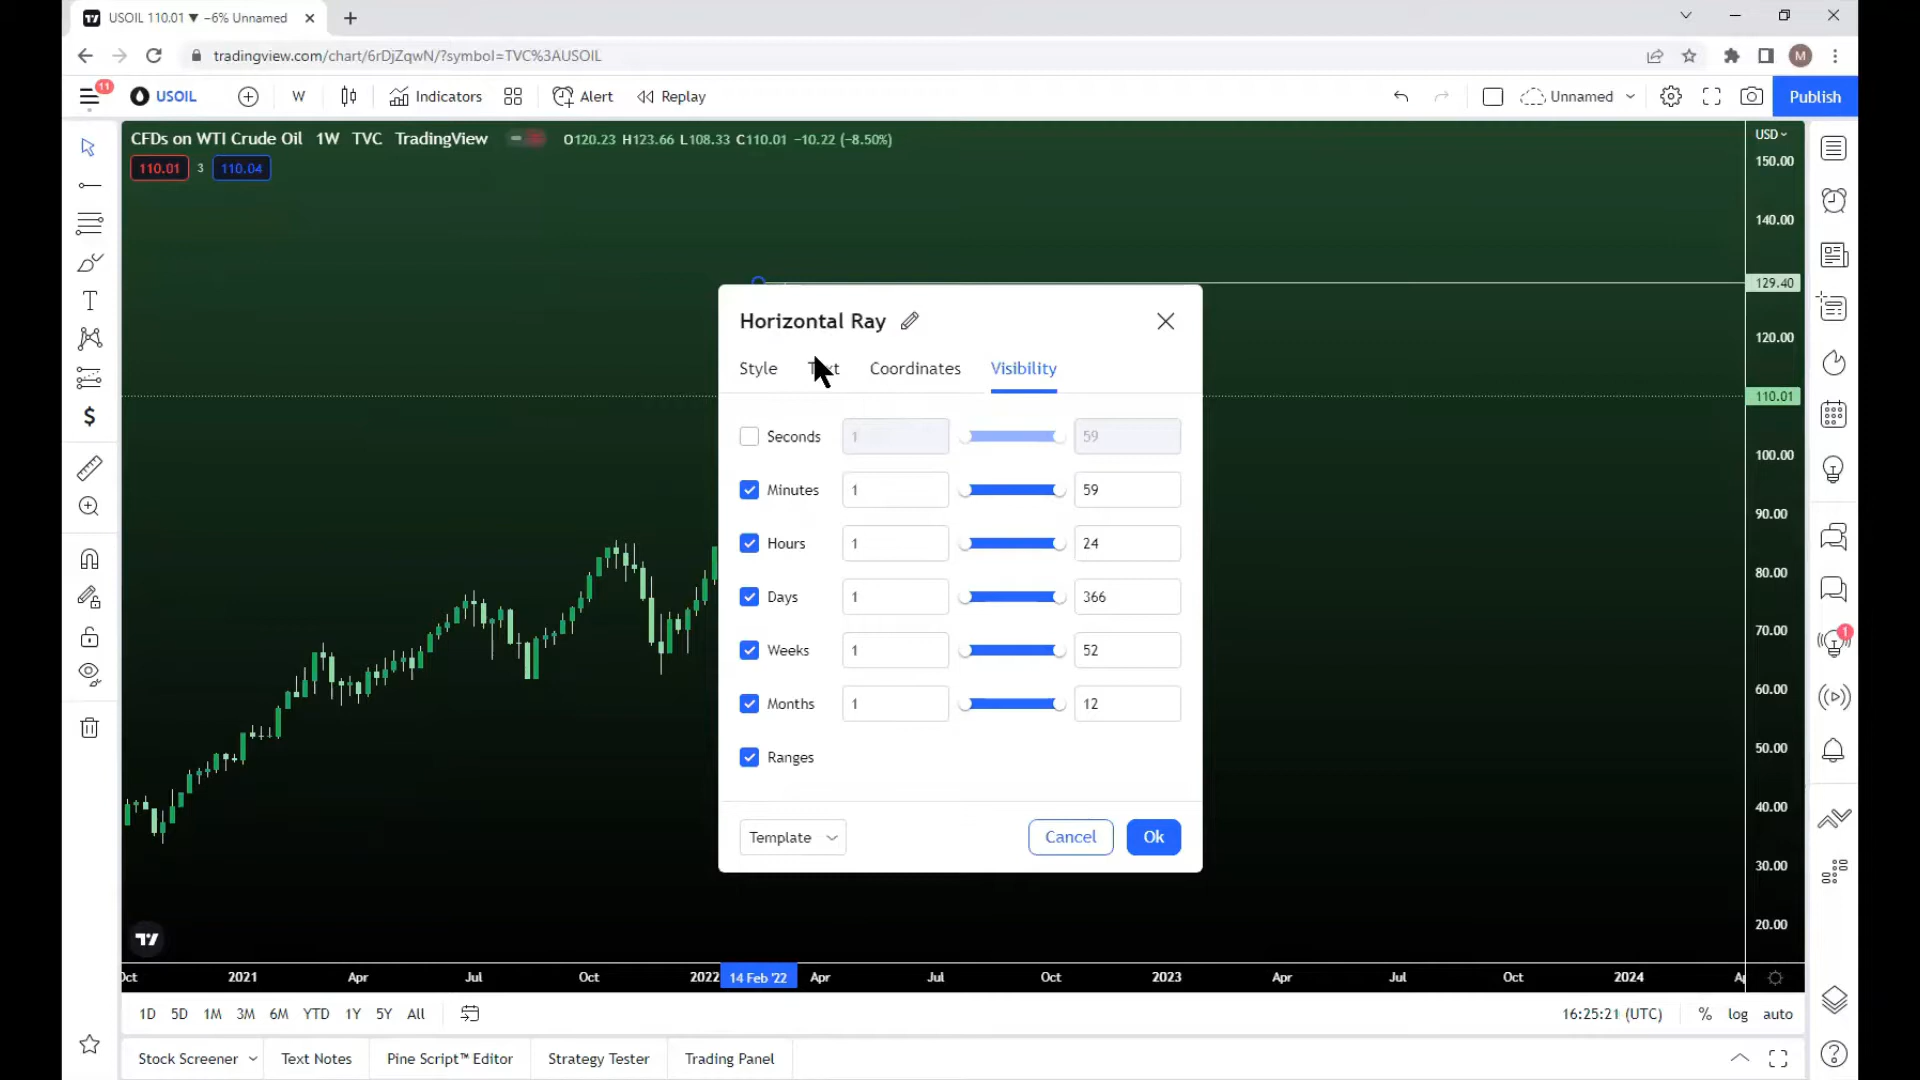 USOIL 110.01 ▼ −6% Unnamed
tradingview.com/chart/6rDjZqwN/?symbol=TVC%3AUSOIL
M
11
USOIL W Indicators Alert Replay Unnamed Publish
CFDs on WTI Crude Oil 1W TVC TradingView O120.23 H123.66 L108.33 C110.01 −10.22 (−8.50%)
110.01 3 110.04
USD
150.00
140.00
129.40
120.00
110.01
100.00
90.00
80.00
70.00
60.00
50.00
40.00
30.00
20.00
Horizontal Ray
Style Coordinates Visibility
Seconds 1 59
Minutes 1 59
Hours 1 24
Days 1 366
Weeks 1 52
Months 1 12
Ranges
Template Cancel Ok
1
2021 Apr Jul Oct 2022 14 Feb '22 Apr Jul Oct 2023 Apr Jul Oct 2024
1D 5D 1M 3M 6M YTD 1Y 5Y All 16:25:21 (UTC) % log auto
Stock Screener Text Notes Pine Script™ Editor Strategy Tester Trading Panel